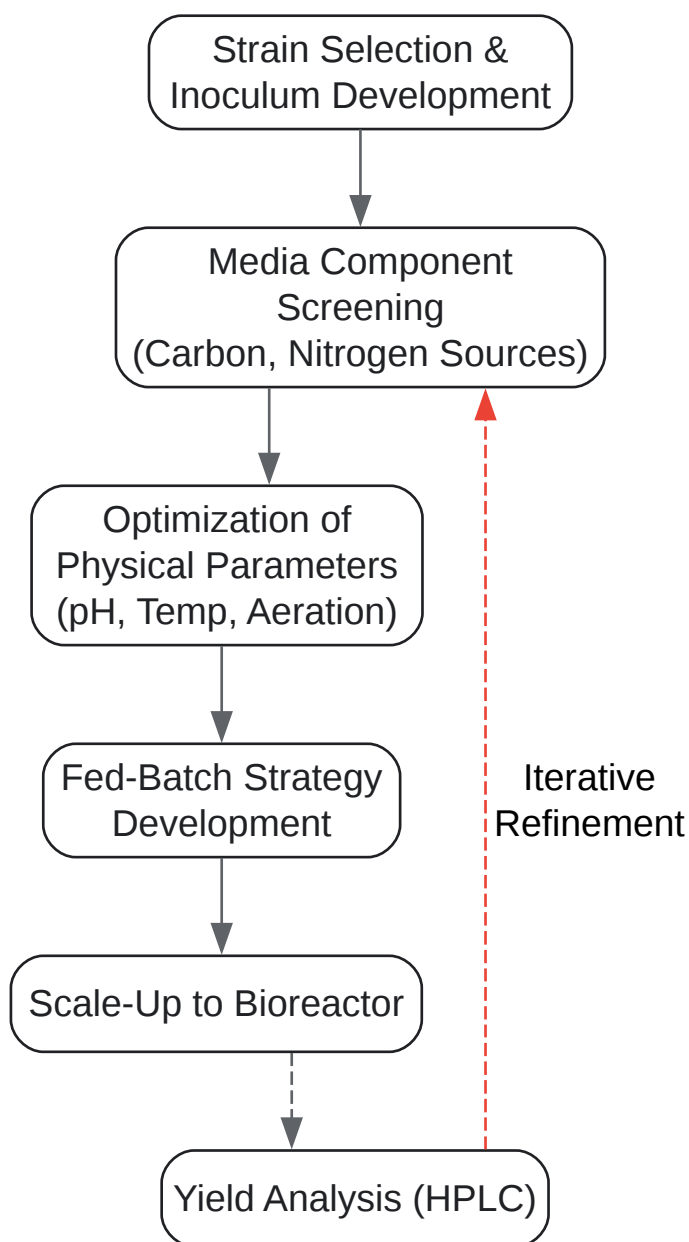 Strain Selection &
Inoculum Development
Media Component
Screening
(Carbon, Nitrogen Sources)
Optimization of
Physical Parameters
(pH, Temp, Aeration)
Fed-Batch Strategy
Development
Iterative
Refinement
Scale-Up to Bioreactor
Yield Analysis (HPLC)